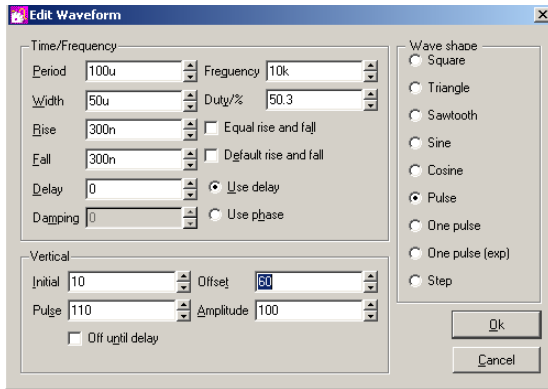 Edit Waveform
Time/Frequency
Period 100u Freguency 10k
Width 50u Duty/% 50.3
Rise 300n Equal rise and fall
Fall 300n Default rise and fall
Delay 0 Use delay
Damping 0 Use phase
Vertical
Initial 10 Offset 60
Pulse 110 Amplitude 100
Off until delay
Wave shape
Square
Triangle
Sawtooth
Sine
Cosine
Pulse
One pulse
One pulse (exp)
Step
Ok
Cancel